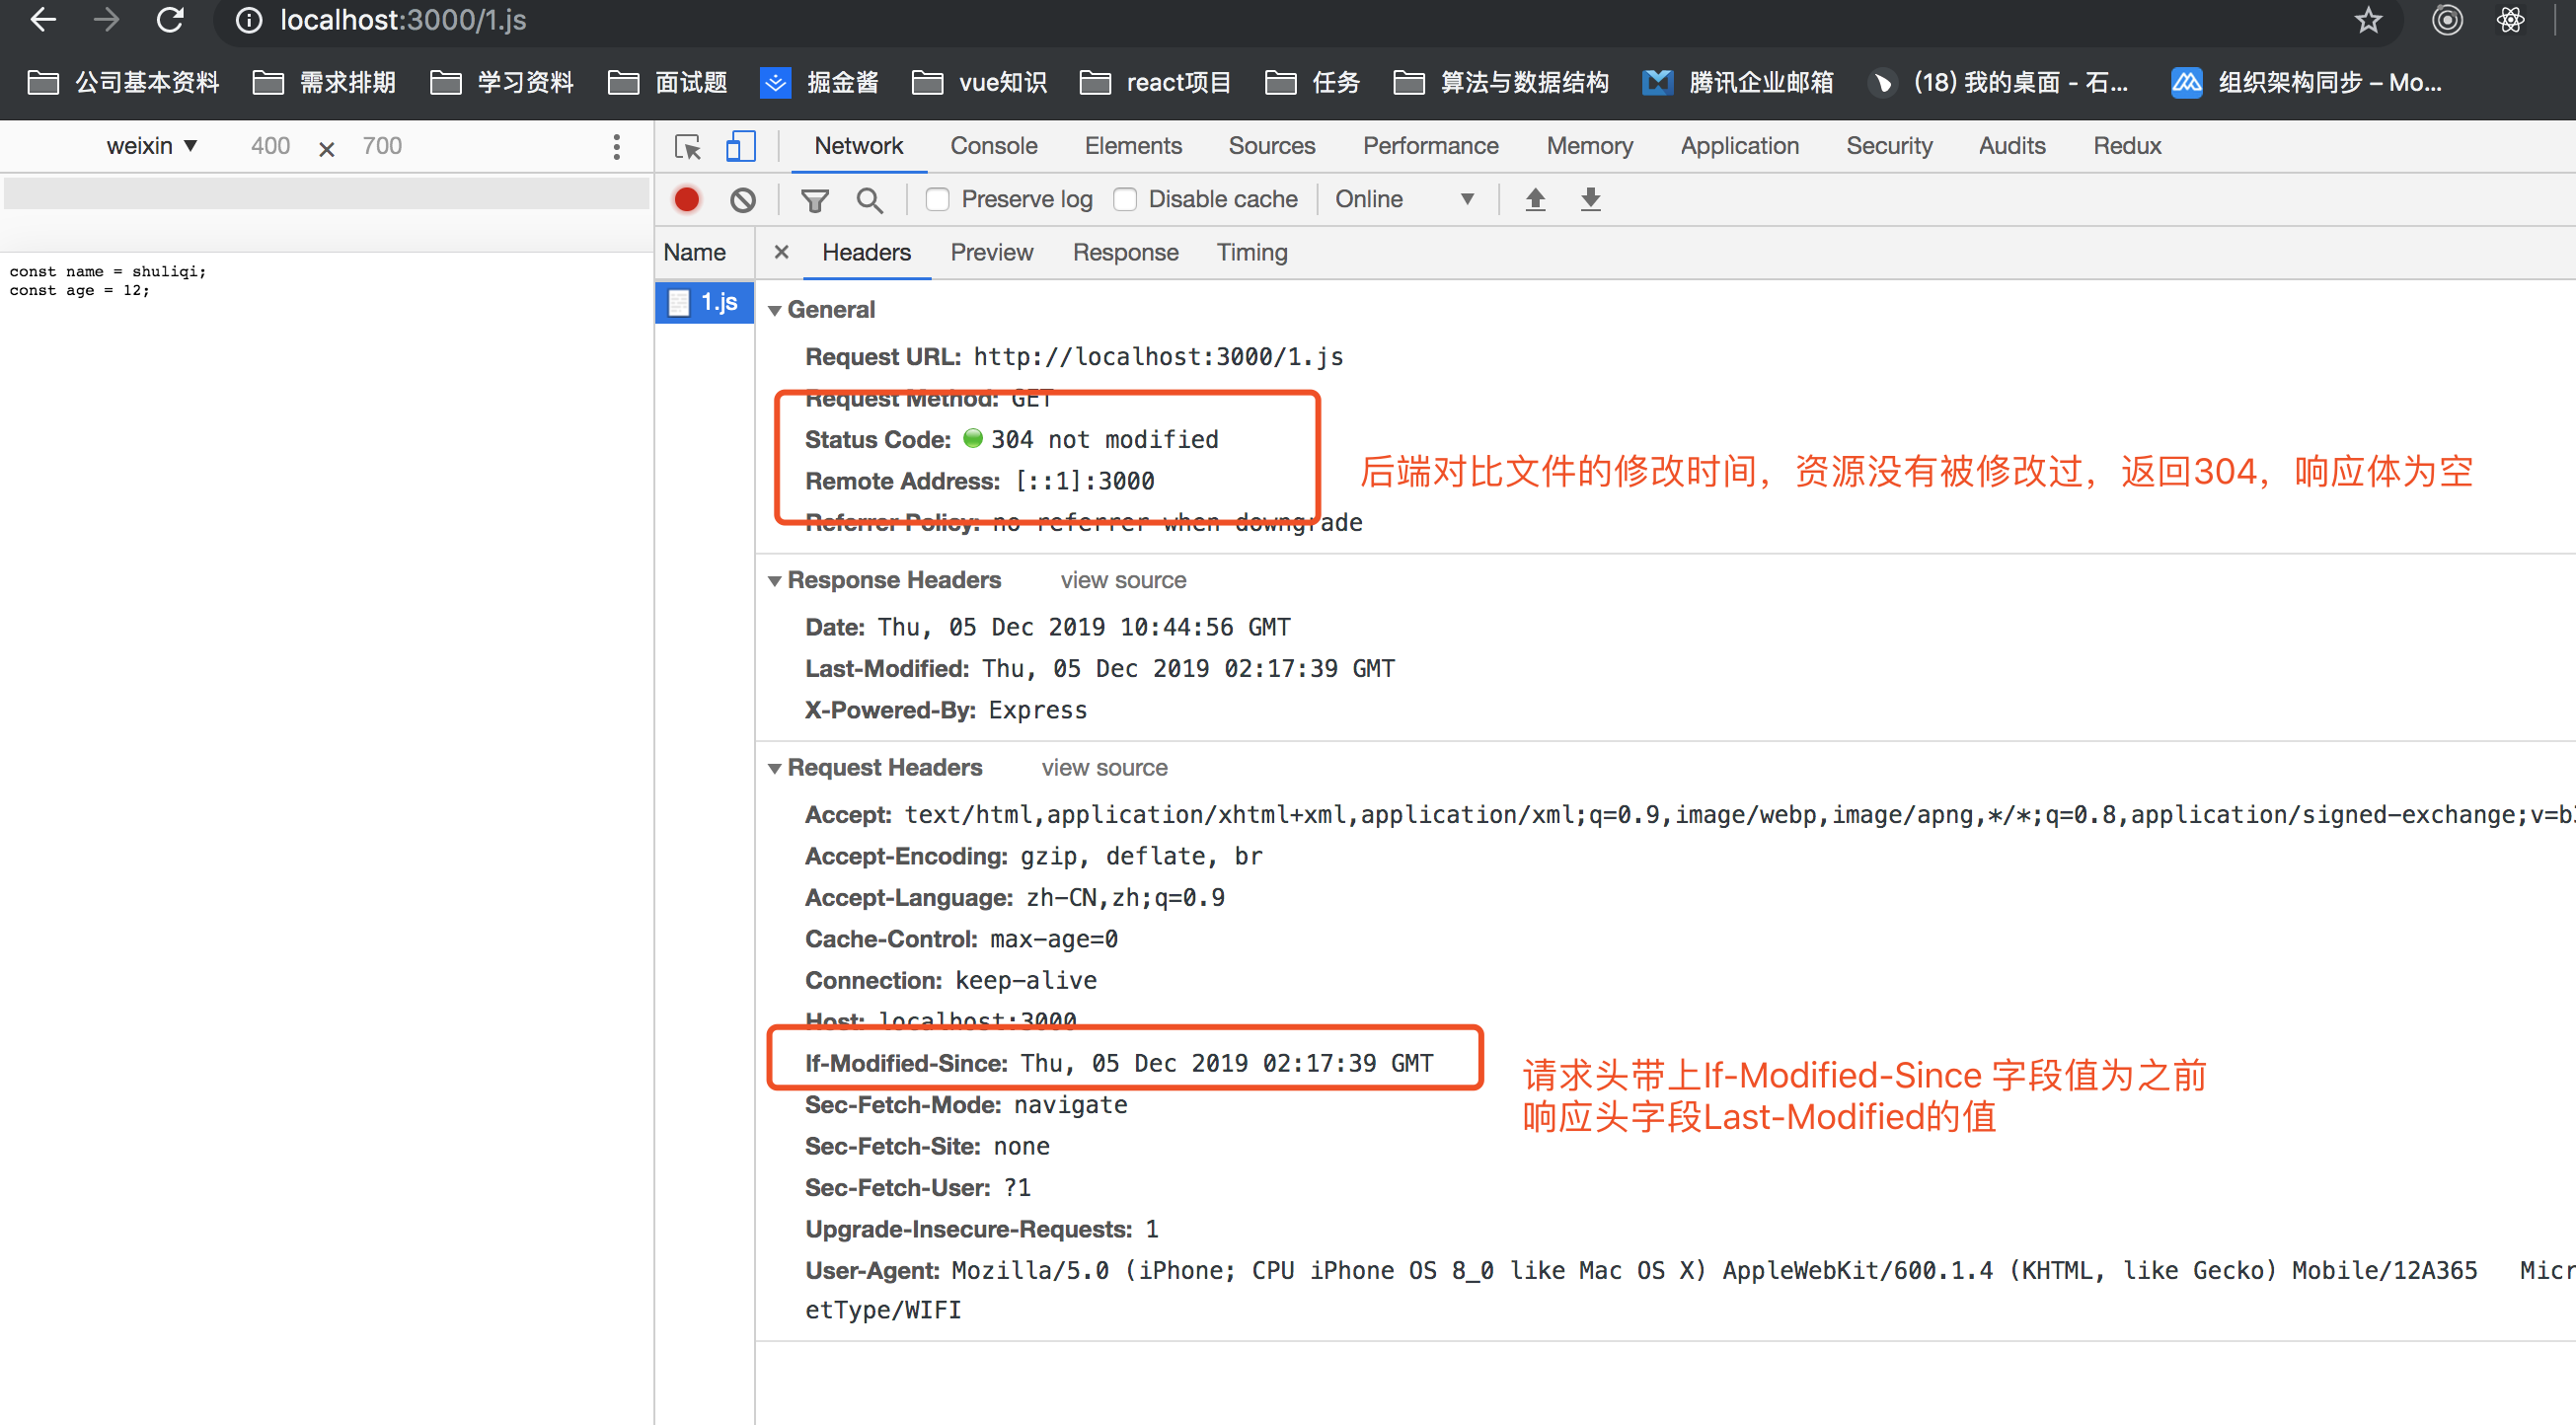 localhost:3000/1.js
公司基本资料 需求排期 学习资料 面试题 掘金酱 vue知识 react项目 任务 算法与数据结构 腾讯企业邮箱 (18) 我的桌面 - 石... 组织架构同步 – Mo...
weixin ▼ 400 × 700
Network Console Elements Sources Performance Memory Application Security Audits Redux
Preserve log Disable cache Online ▼
Name × Headers Preview Response Timing
const name = shuliqi;
const age = 12;
1.js
General
Request URL: http://localhost:3000/1.js
Request Method: GET
Status Code: 304 not modified
Remote Address: [::1]:3000
后端对比文件的修改时间，资源没有被修改过，返回304，响应体为空
Referrer Policy: no-referrer-when-downgrade
Response Headers view source
Date: Thu, 05 Dec 2019 10:44:56 GMT
Last-Modified: Thu, 05 Dec 2019 02:17:39 GMT
X-Powered-By: Express
Request Headers view source
Accept: text/html,application/xhtml+xml,application/xml;q=0.9,image/webp,image/apng,*/*;q=0.8,application/signed-exchange;v=b3
Accept-Encoding: gzip, deflate, br
Accept-Language: zh-CN,zh;q=0.9
Cache-Control: max-age=0
Connection: keep-alive
Host: localhost:3000
If-Modified-Since: Thu, 05 Dec 2019 02:17:39 GMT
请求头带上If-Modified-Since 字段值为之前
响应头字段Last-Modified的值
Sec-Fetch-Mode: navigate
Sec-Fetch-Site: none
Sec-Fetch-User: ?1
Upgrade-Insecure-Requests: 1
User-Agent: Mozilla/5.0 (iPhone; CPU iPhone OS 8_0 like Mac OS X) AppleWebKit/600.1.4 (KHTML, like Gecko) Mobile/12A365 Micr
etType/WIFI